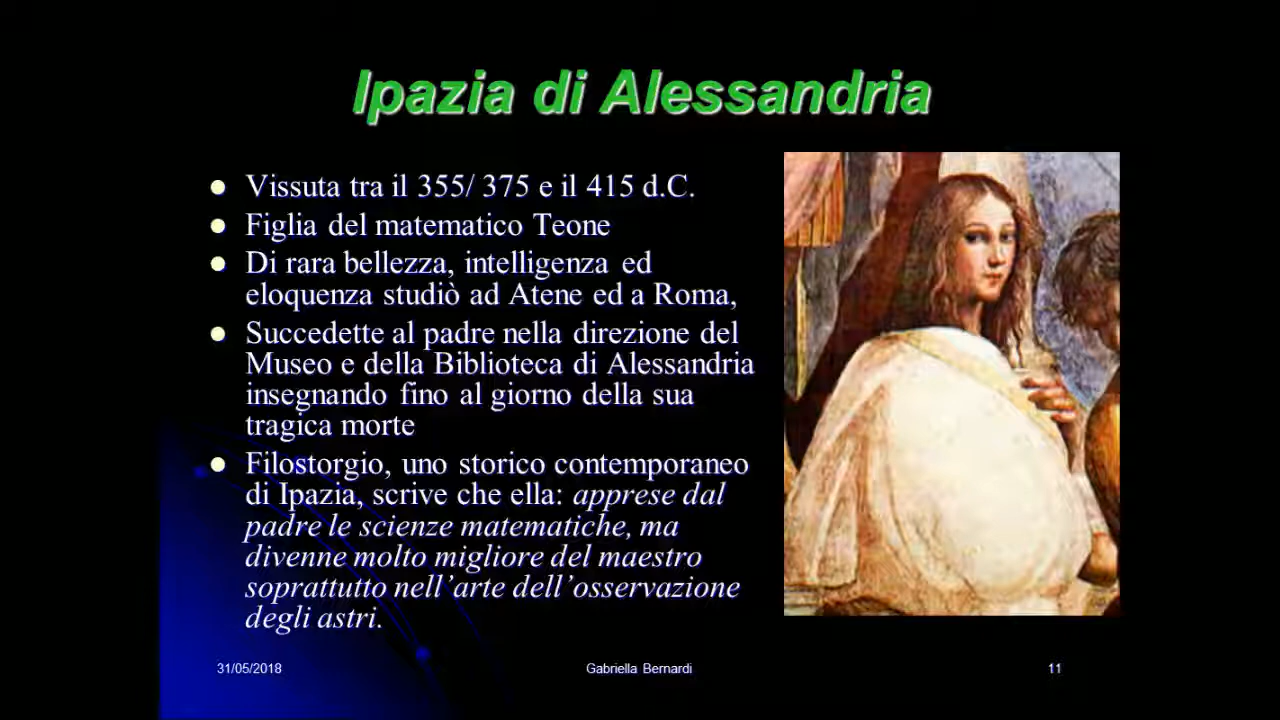 Ipazia di Alessandria
Vissuta tra il 355/ 375 e il 415 d.C.
Figlia del matematico Teone
Di rara bellezza, intelligenza ed
eloquenza studiò ad Atene ed a Roma,
Succedette al padre nella direzione del
Museo e della Biblioteca di Alessandria
insegnando fino al giorno della sua
tragica morte
Filostorgio, uno storico contemporaneo
di Ipazia, scrive che ella: apprese dal
padre le scienze matematiche, ma
divenne molto migliore del maestro
soprattutto nell’arte dell’osservazione
degli astri.
31/05/2018
Gabriella Bernardi
11